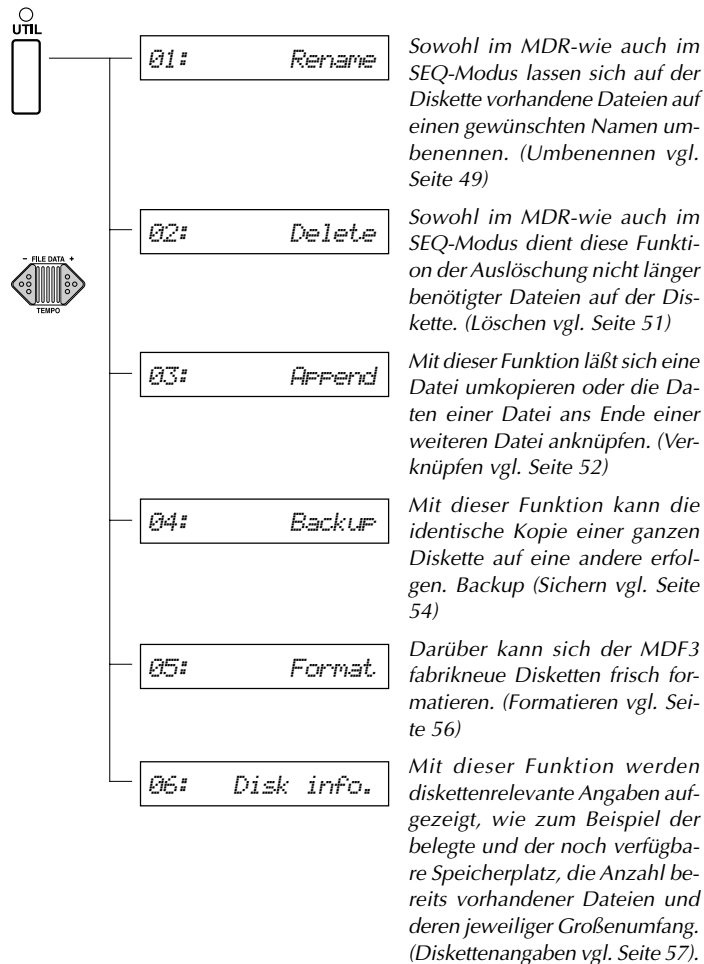 UTIL
01: Rename
Sowohl im MDR-wie auch im
SEQ-Modus lassen sich auf der
Diskette vorhandene Dateien auf
einen gewünschten Namen um-
benennen. (Umbenennen vgl.
Seite 49)
02: Delete
Sowohl im MDR-wie auch im
SEQ-Modus dient diese Funkti-
on der Auslöschung nicht länger
benötigter Dateien auf der Dis-
kette. (Löschen vgl. Seite 51)
– FILE DATA +
TEMPO
03: Append
Mit dieser Funktion läßt sich eine
Datei umkopieren oder die Da-
ten einer Datei ans Ende einer
weiteren Datei anknüpfen. (Ver-
knüpfen vgl. Seite 52)
04: Backup
Mit dieser Funktion kann die
identische Kopie einer ganzen
Diskette auf eine andere erfol-
gen. Backup (Sichern vgl. Seite
54)
05: Format
Darüber kann sich der MDF3
fabrikneue Disketten frisch for-
matieren. (Formatieren vgl. Sei-
te 56)
06: Disk info.
Mit dieser Funktion werden
diskettenrelevante Angaben auf-
gezeigt, wie zum Beispiel der
belegte und der noch verfügba-
re Speicherplatz, die Anzahl be-
reits vorhandener Dateien und
deren jeweiliger Großenumfang.
(Diskettenangaben vgl. Seite 57).